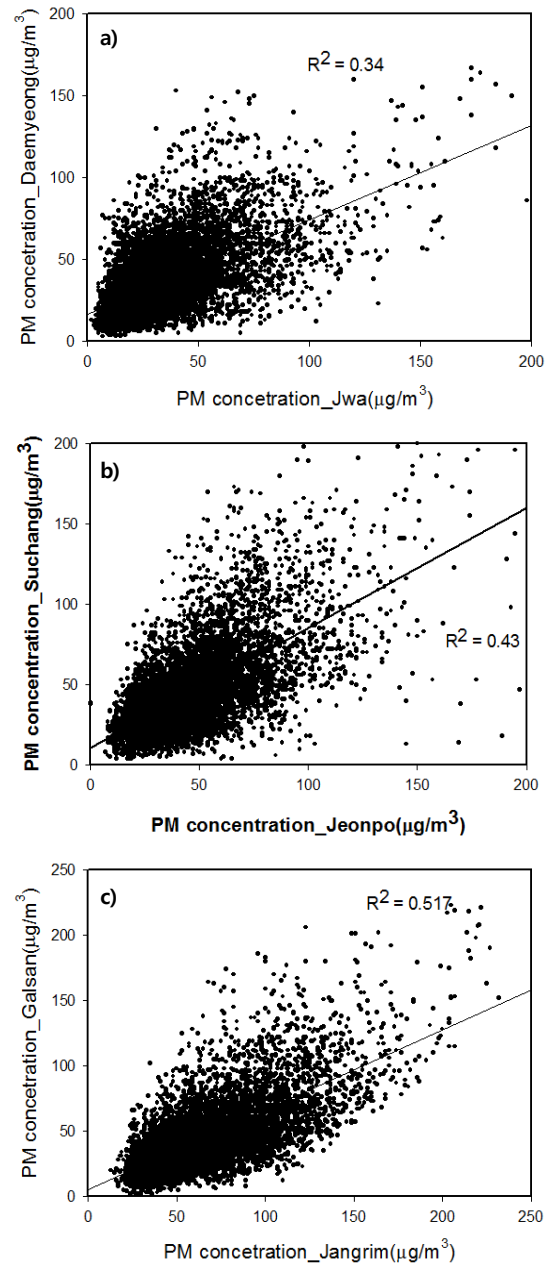 a)
R² = 0.34
PM concetration_Daemyeong(μg/m³)
200
150
100
50
0
0 50 100 150 200
PM concetration_Jwa(μg/m³)
b)
R² = 0.43
PM concentration_Suchang(μg/m³)
200
150
100
50
0
0 50 100 150 200
PM concentration_Jeonpo(μg/m³)
c)
R² = 0.517
PM concetration_Galsan(μg/m³)
250
200
150
100
50
0
0 50 100 150 200 250
PM concetration_Jangrim(μg/m³)